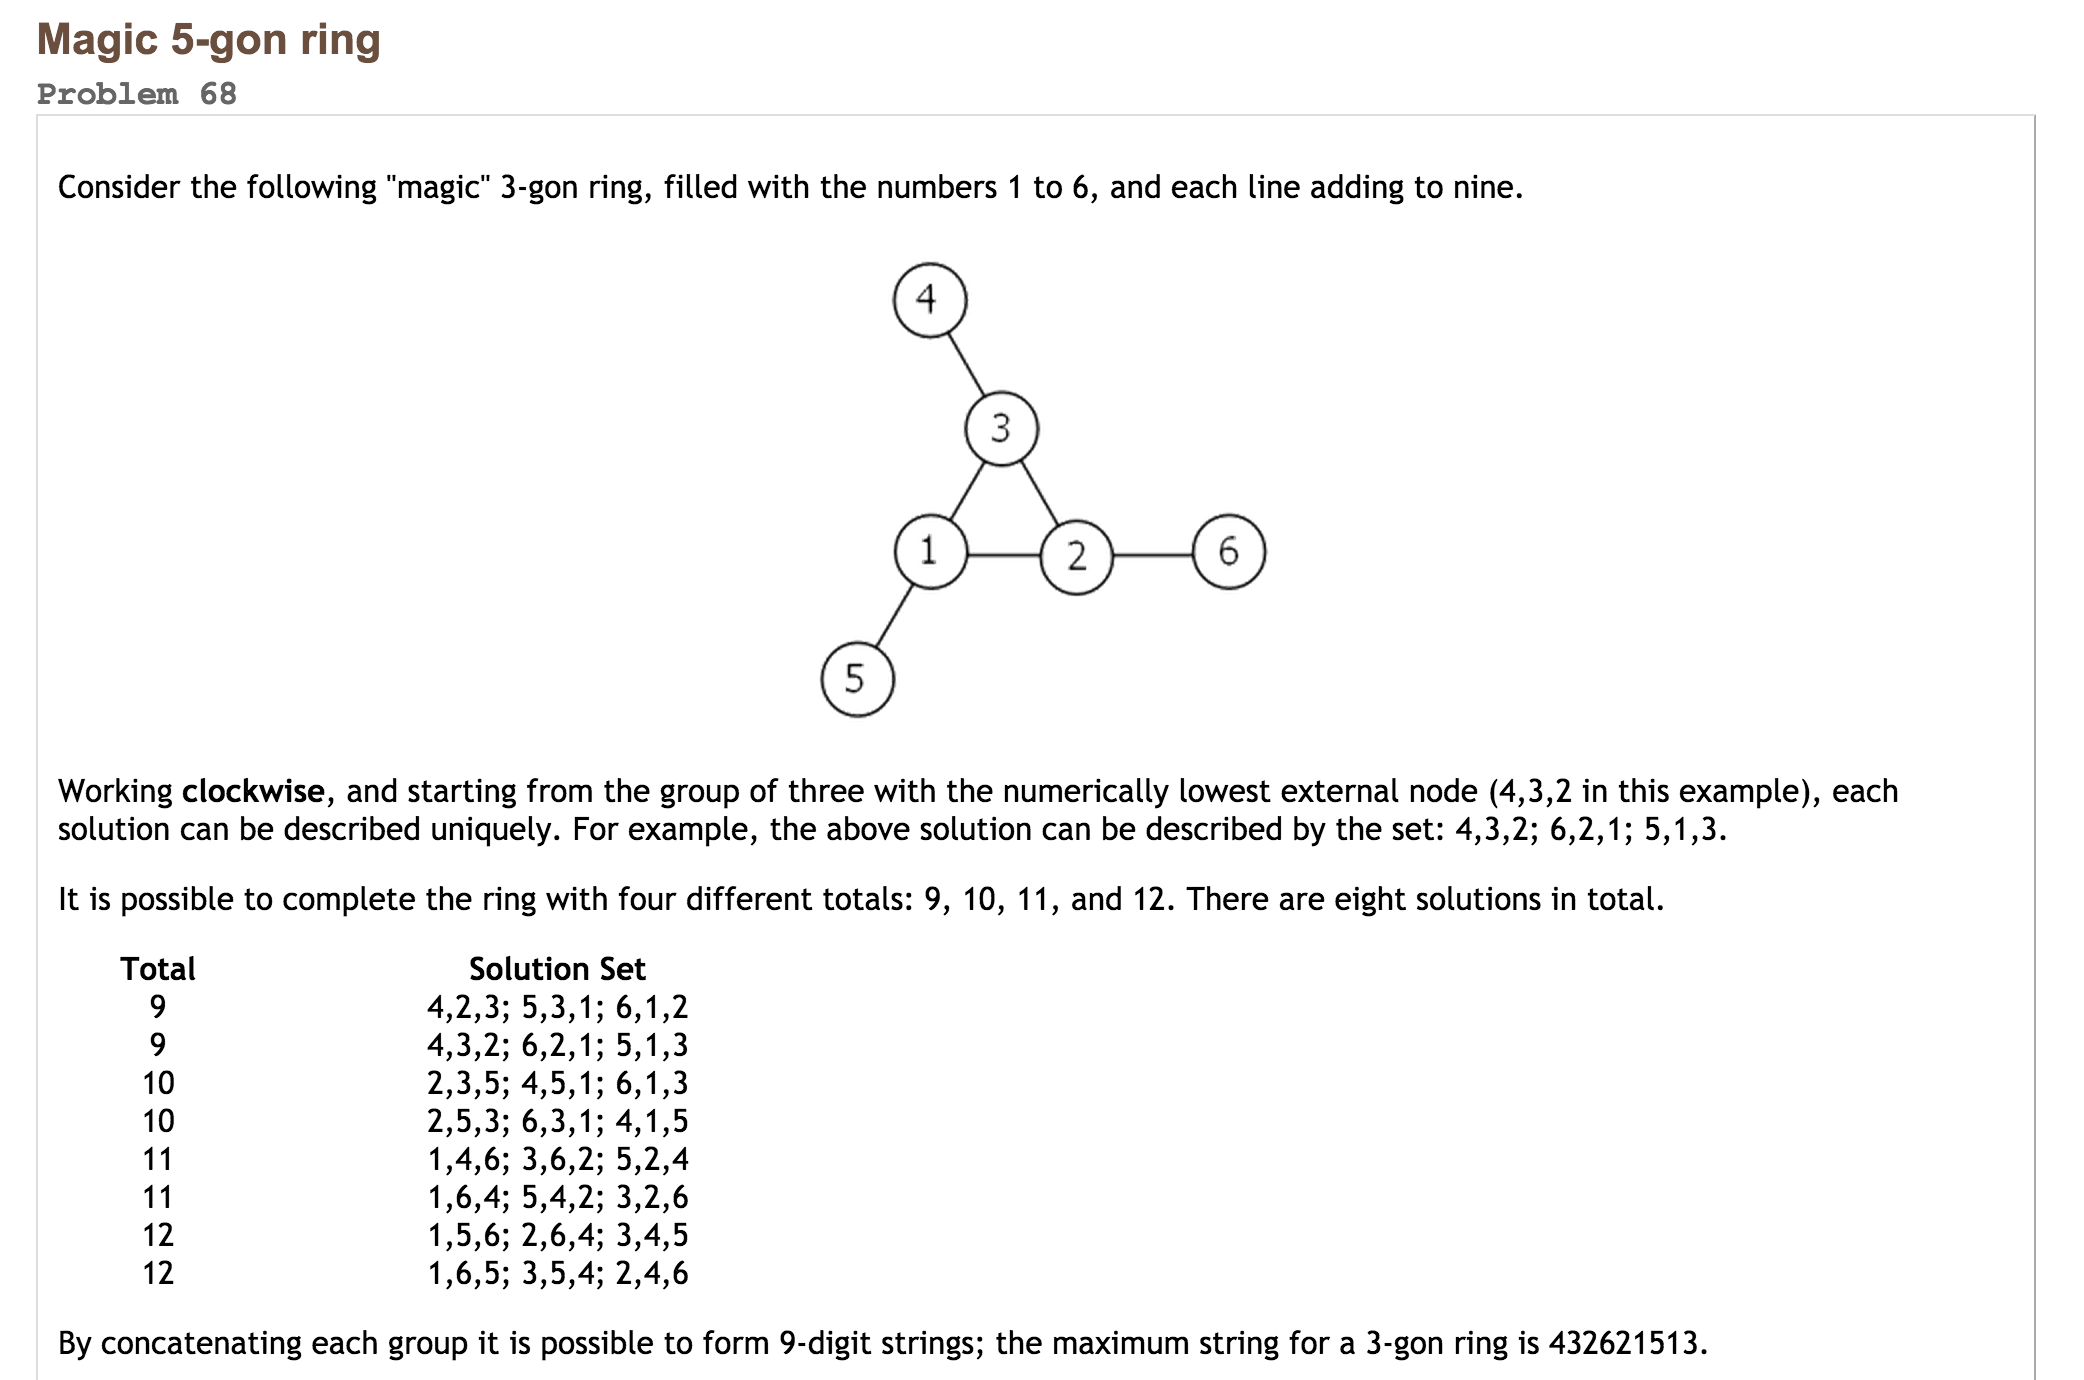 Magic 5-gon ring
Problem 68
Consider the following "magic" 3-gon ring, filled with the numbers 1 to 6, and each line adding to nine.
4
3
1
2
6
5
Working clockwise, and starting from the group of three with the numerically lowest external node (4,3,2 in this example), each
solution can be described uniquely. For example, the above solution can be described by the set: 4,3,2; 6,2,1; 5,1,3.
It is possible to complete the ring with four different totals: 9, 10, 11, and 12. There are eight solutions in total.
Total Solution Set
9 4,2,3; 5,3,1; 6,1,2
9 4,3,2; 6,2,1; 5,1,3
10 2,3,5; 4,5,1; 6,1,3
10 2,5,3; 6,3,1; 4,1,5
11 1,4,6; 3,6,2; 5,2,4
11 1,6,4; 5,4,2; 3,2,6
12 1,5,6; 2,6,4; 3,4,5
12 1,6,5; 3,5,4; 2,4,6
By concatenating each group it is possible to form 9-digit strings; the maximum string for a 3-gon ring is 432621513.